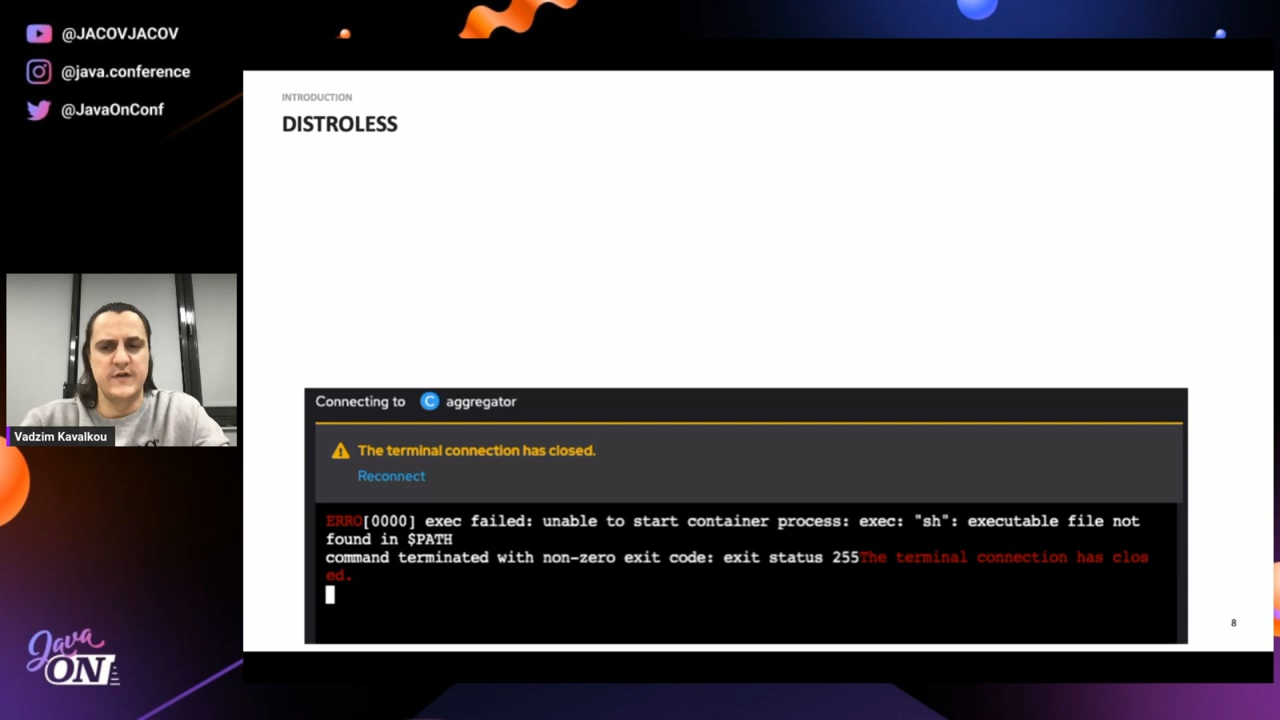 @JACOVJACOV
@java.conference
@JavaOnConf
INTRODUCTION
DISTROLESS
Connecting to C aggregator
The terminal connection has closed.
Reconnect
ERRO[0000] exec failed: unable to start container process: exec: "sh": executable file not
found in $PATH
command terminated with non-zero exit code: exit status 255The terminal connection has clos
ed.
8
Vadzim Kavalkou
Java
ON